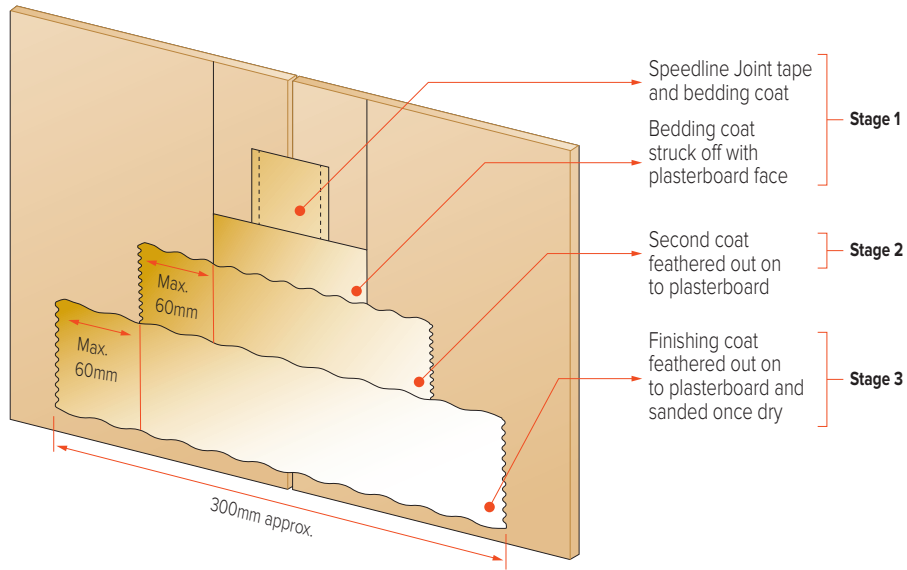 Speedline Joint tape
and bedding coat
Stage 1
Bedding coat
struck off with
plasterboard face
Second coat
feathered out on
to plasterboard
Stage 2
Finishing coat
feathered out on
to plasterboard and
sanded once dry
Stage 3
Max.
60mm
Max.
60mm
300mm approx.